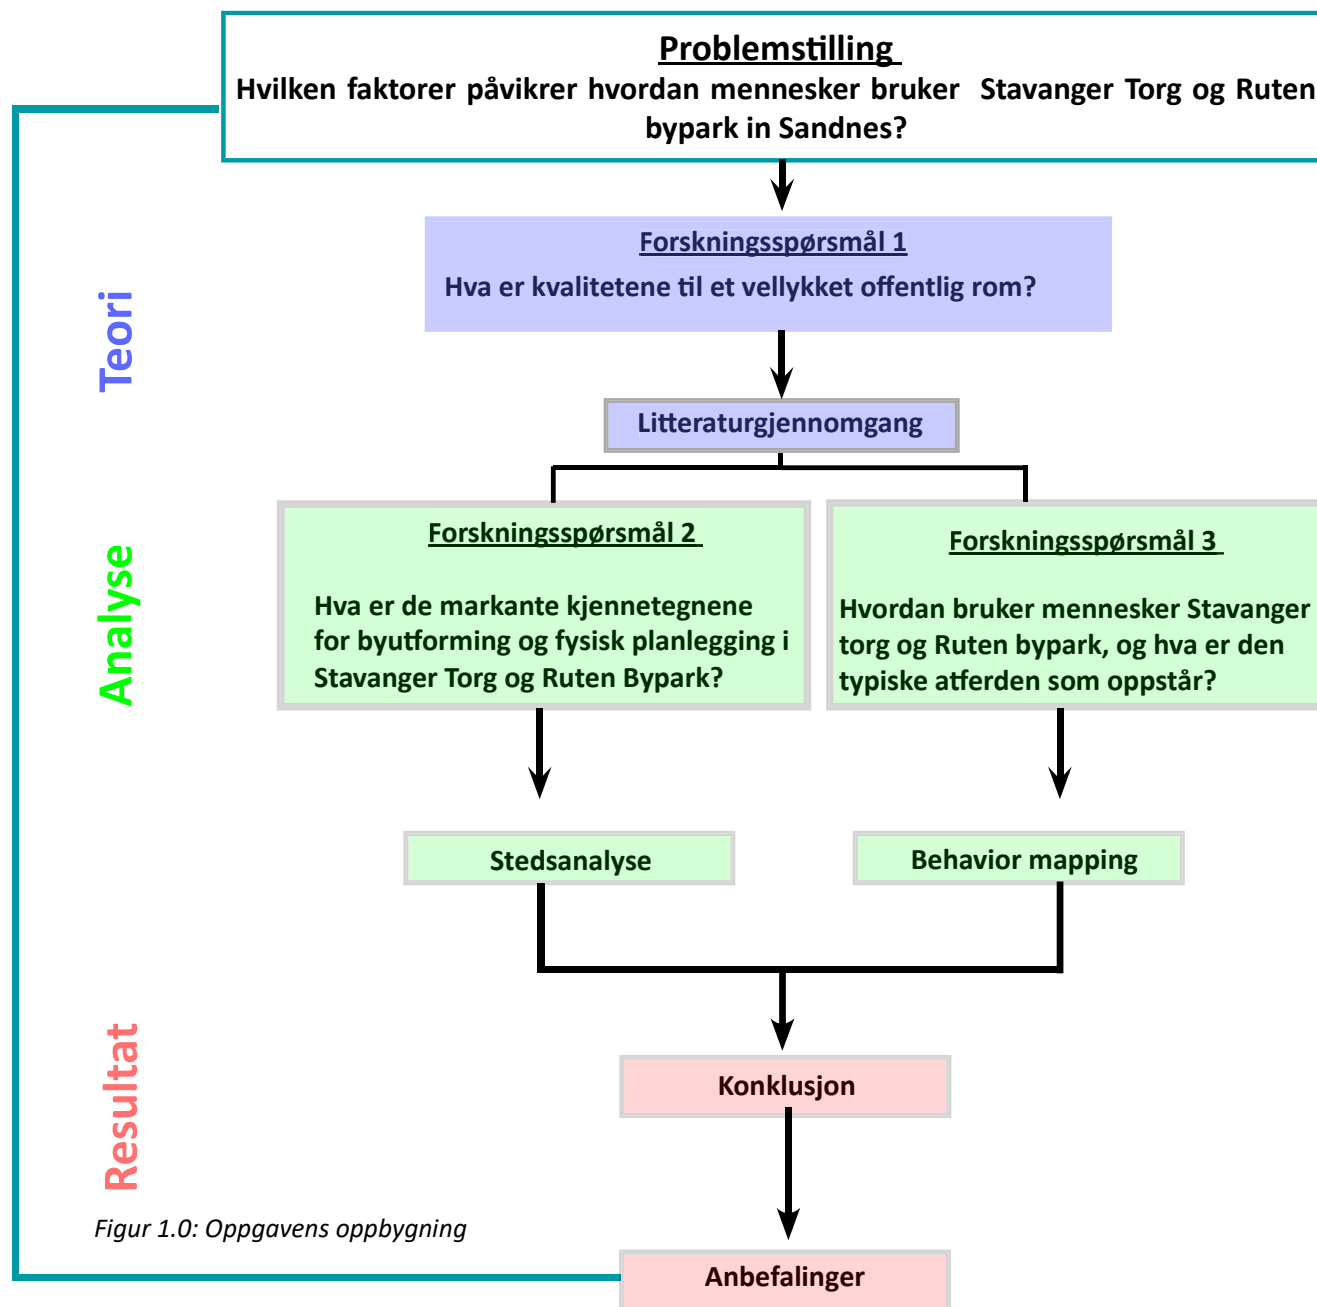 Problemstilling
Hvilken faktorer påvikrer hvordan mennesker bruker Stavanger Torg og Ruten
bypark in Sandnes?
Teori
Forskningsspørsmål 1
Hva er kvalitetene til et vellykket offentlig rom?
Litteraturgjennomgang
Analyse
Forskningsspørsmål 2
Hva er de markante kjennetegnene
for byutforming og fysisk planlegging i
Stavanger Torg og Ruten Bypark?
Forskningsspørsmål 3
Hvordan bruker mennesker Stavanger
torg og Ruten bypark, og hva er den
typiske atferden som oppstår?
Stedsanalyse
Behavior mapping
Resultat
Konklusjon
Figur 1.0: Oppgavens oppbygning
Anbefalinger